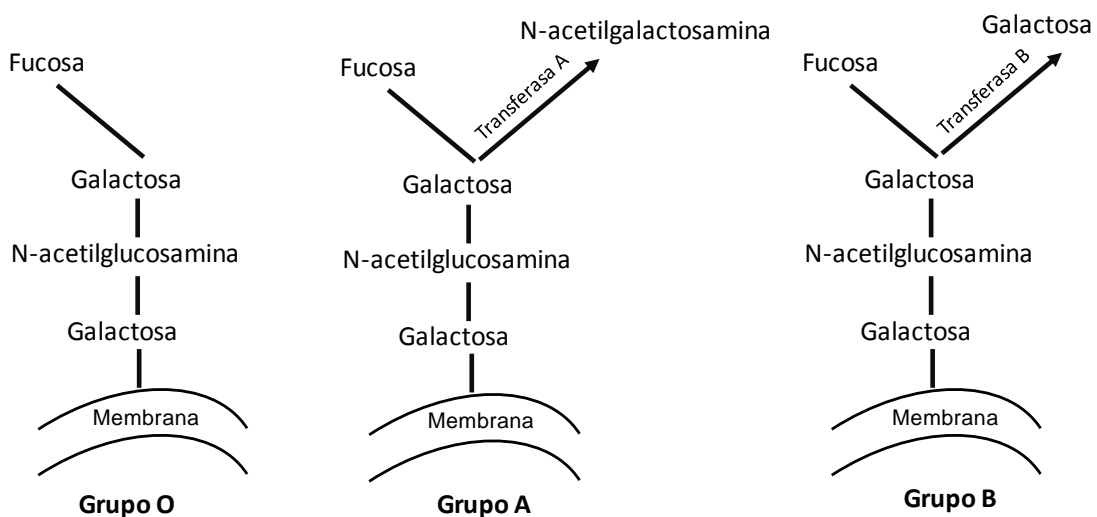 Fucosa
Galactosa
N-acetilglucosamina
Galactosa
Membrana
Grupo O
N-acetilgalactosamina
Fucosa
Transferasa A
Galactosa
N-acetilglucosamina
Galactosa
Membrana
Grupo A
Galactosa
Fucosa
Transferasa B
Galactosa
N-acetilglucosamina
Galactosa
Membrana
Grupo B